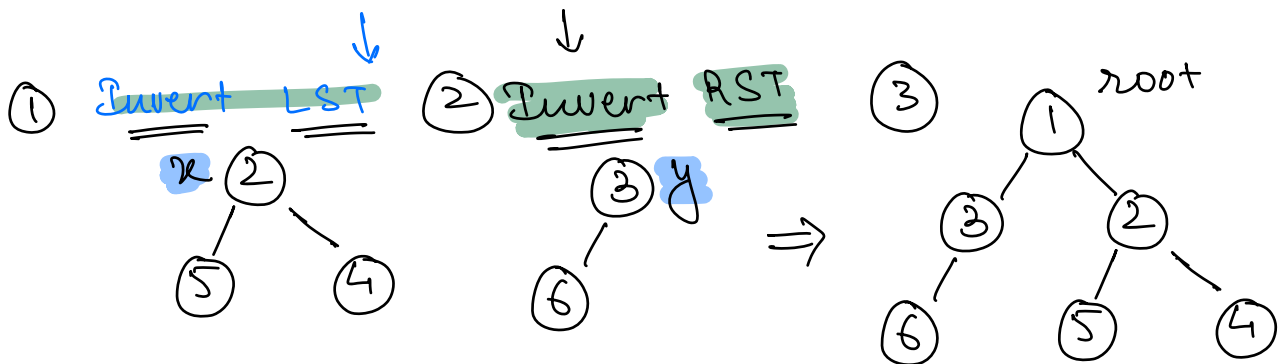 ① Invert LST
x 2
5 4
② Invert RST
3 y
6
③ root
1
3 2
6 5 4